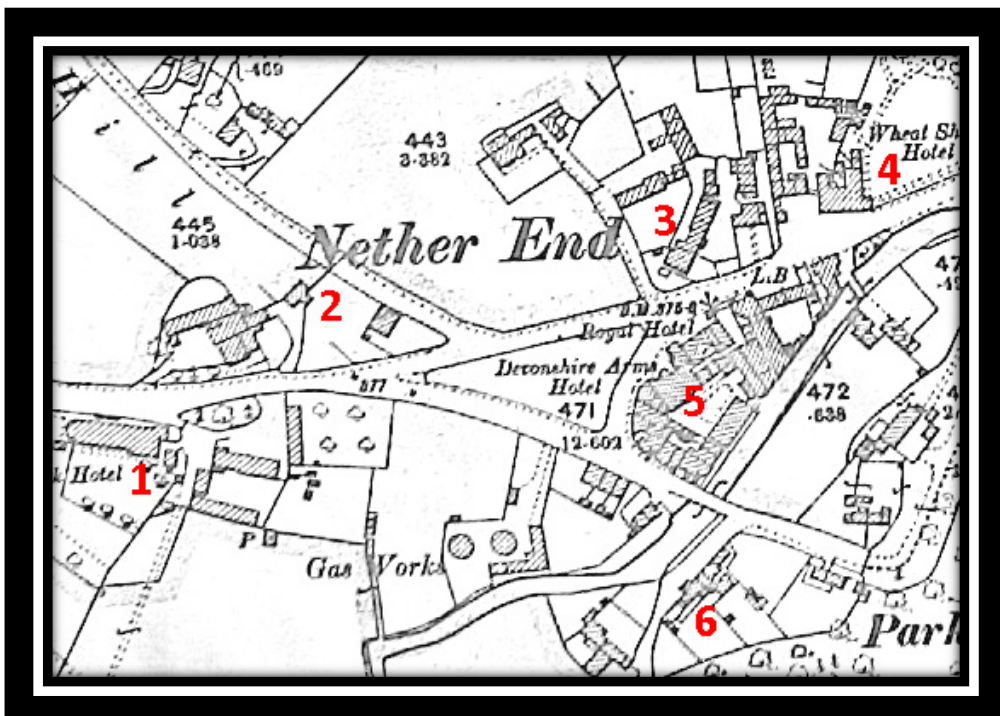 1-469
443
3·382
Wheat Sh
Hotel
4
445
1·038
3
Nether End
L.B
2
B.M. 375·6
Royal Hotel
Devonshire Arms
Hotel
377
471
12·602
5
472
·638
1
Hotel
P
Gas Works
6
Park